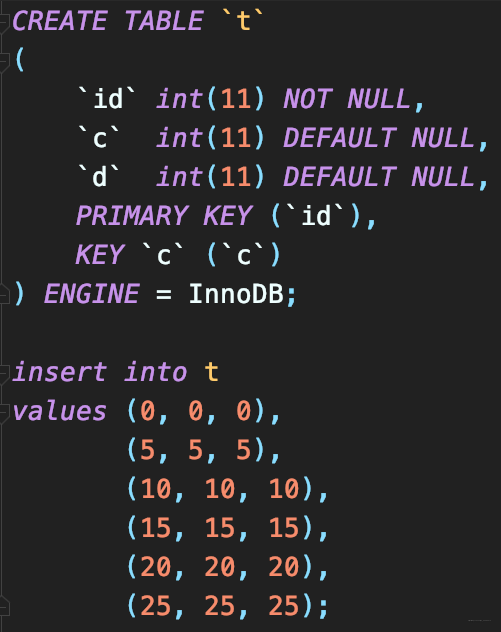 CREATE TABLE `t`
(
    `id` int(11) NOT NULL,
    `c`  int(11) DEFAULT NULL,
    `d`  int(11) DEFAULT NULL,
    PRIMARY KEY (`id`),
    KEY `c` (`c`)
) ENGINE = InnoDB;

insert into t
values (0, 0, 0),
       (5, 5, 5),
       (10, 10, 10),
       (15, 15, 15),
       (20, 20, 20),
       (25, 25, 25);